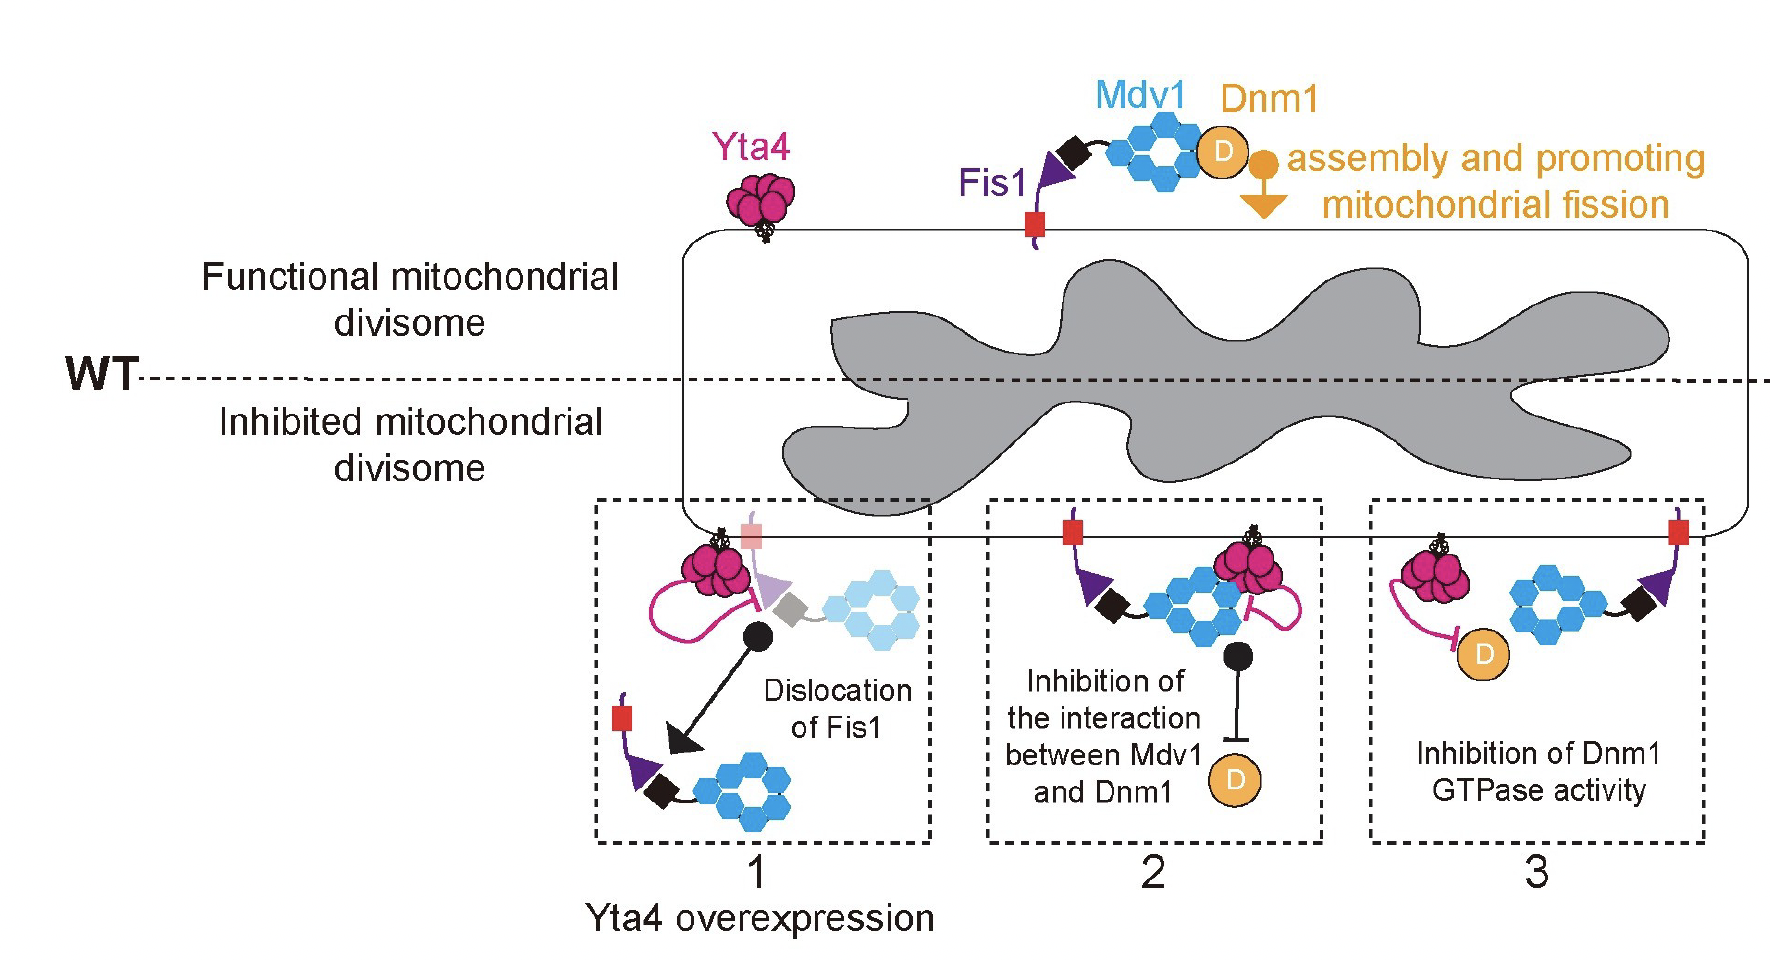 Mdv1
Dnm1
Yta4
D
Fis1
assembly and promoting
mitochondrial fission
Functional mitochondrial
divisome
WT
Inhibited mitochondrial
divisome
Dislocation
of Fis1
Inhibition of
the interaction
between Mdv1
and Dnm1
D
D
Inhibition of Dnm1
GTPase activity
1
2
3
Yta4 overexpression